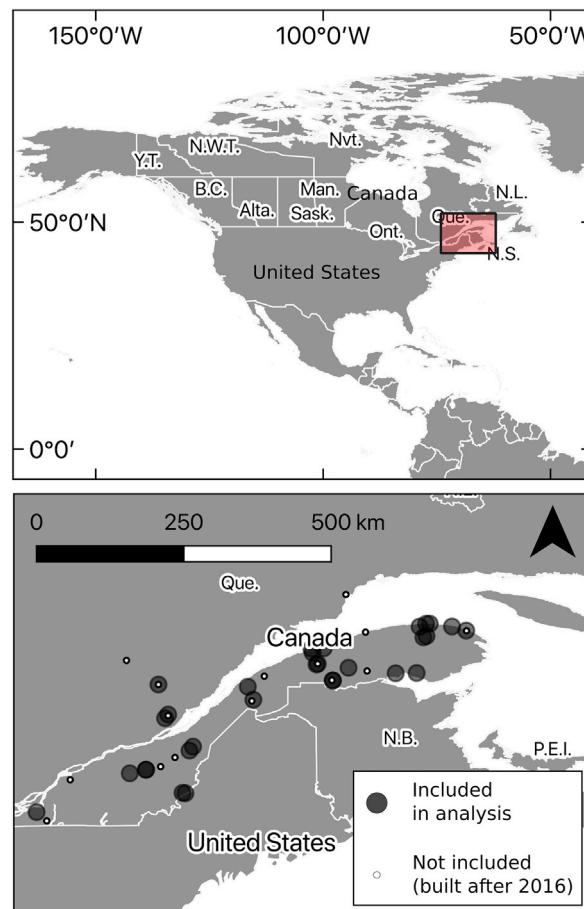 150°0′W 100°0′W 50°0′W
N.W.T. Nvt.
Y.T.
B.C. Man. Canada N.L.
Alta. Sask. Que.
50°0′N
Ont.
N.S.
United States
0°0′
0 250 500 km
Que.
Canada
N.B.
P.E.I.
Included
in analysis
United States
Not included
(built after 2016)